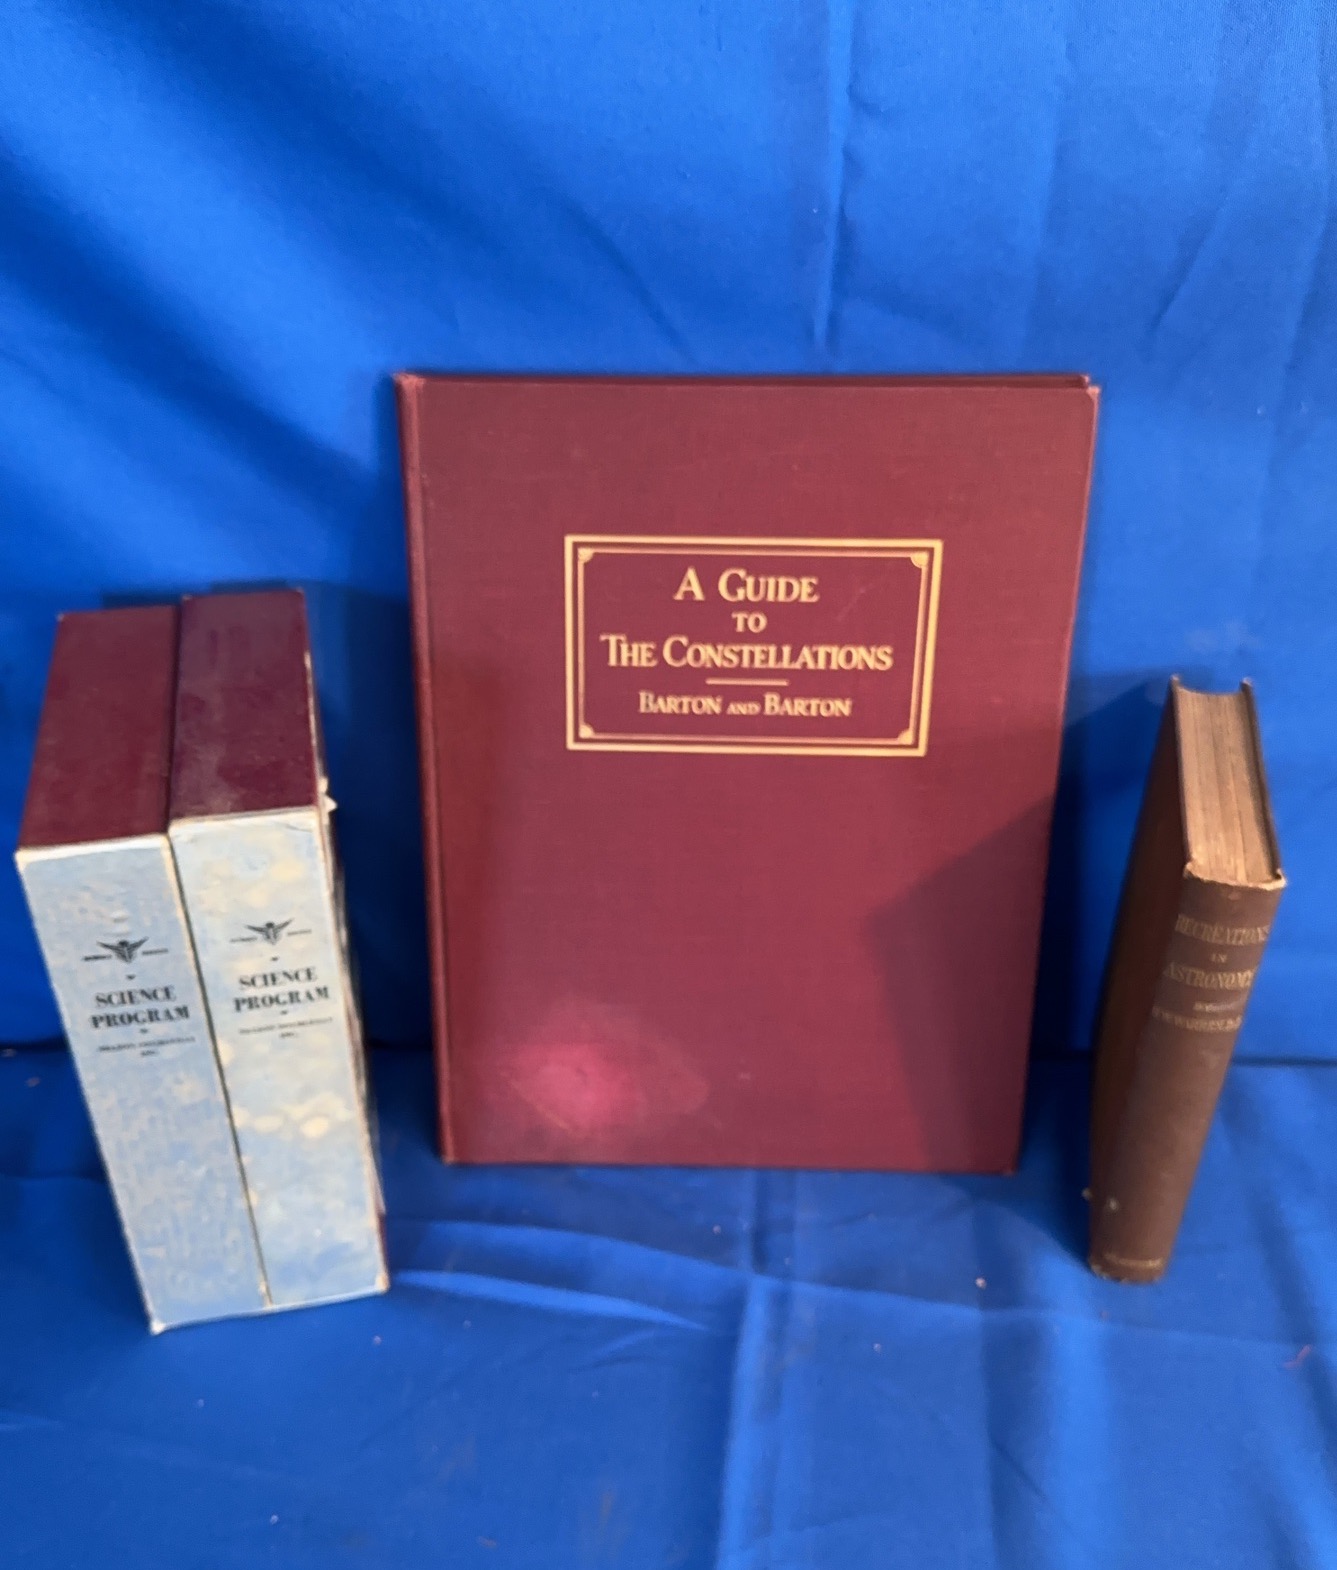 SCIENCE
PROGRAM
SCIENCE
PROGRAM
A GUIDE
TO
THE CONSTELLATIONS
BARTON AND BARTON
RECREATIONS
IN
ASTRONOMY